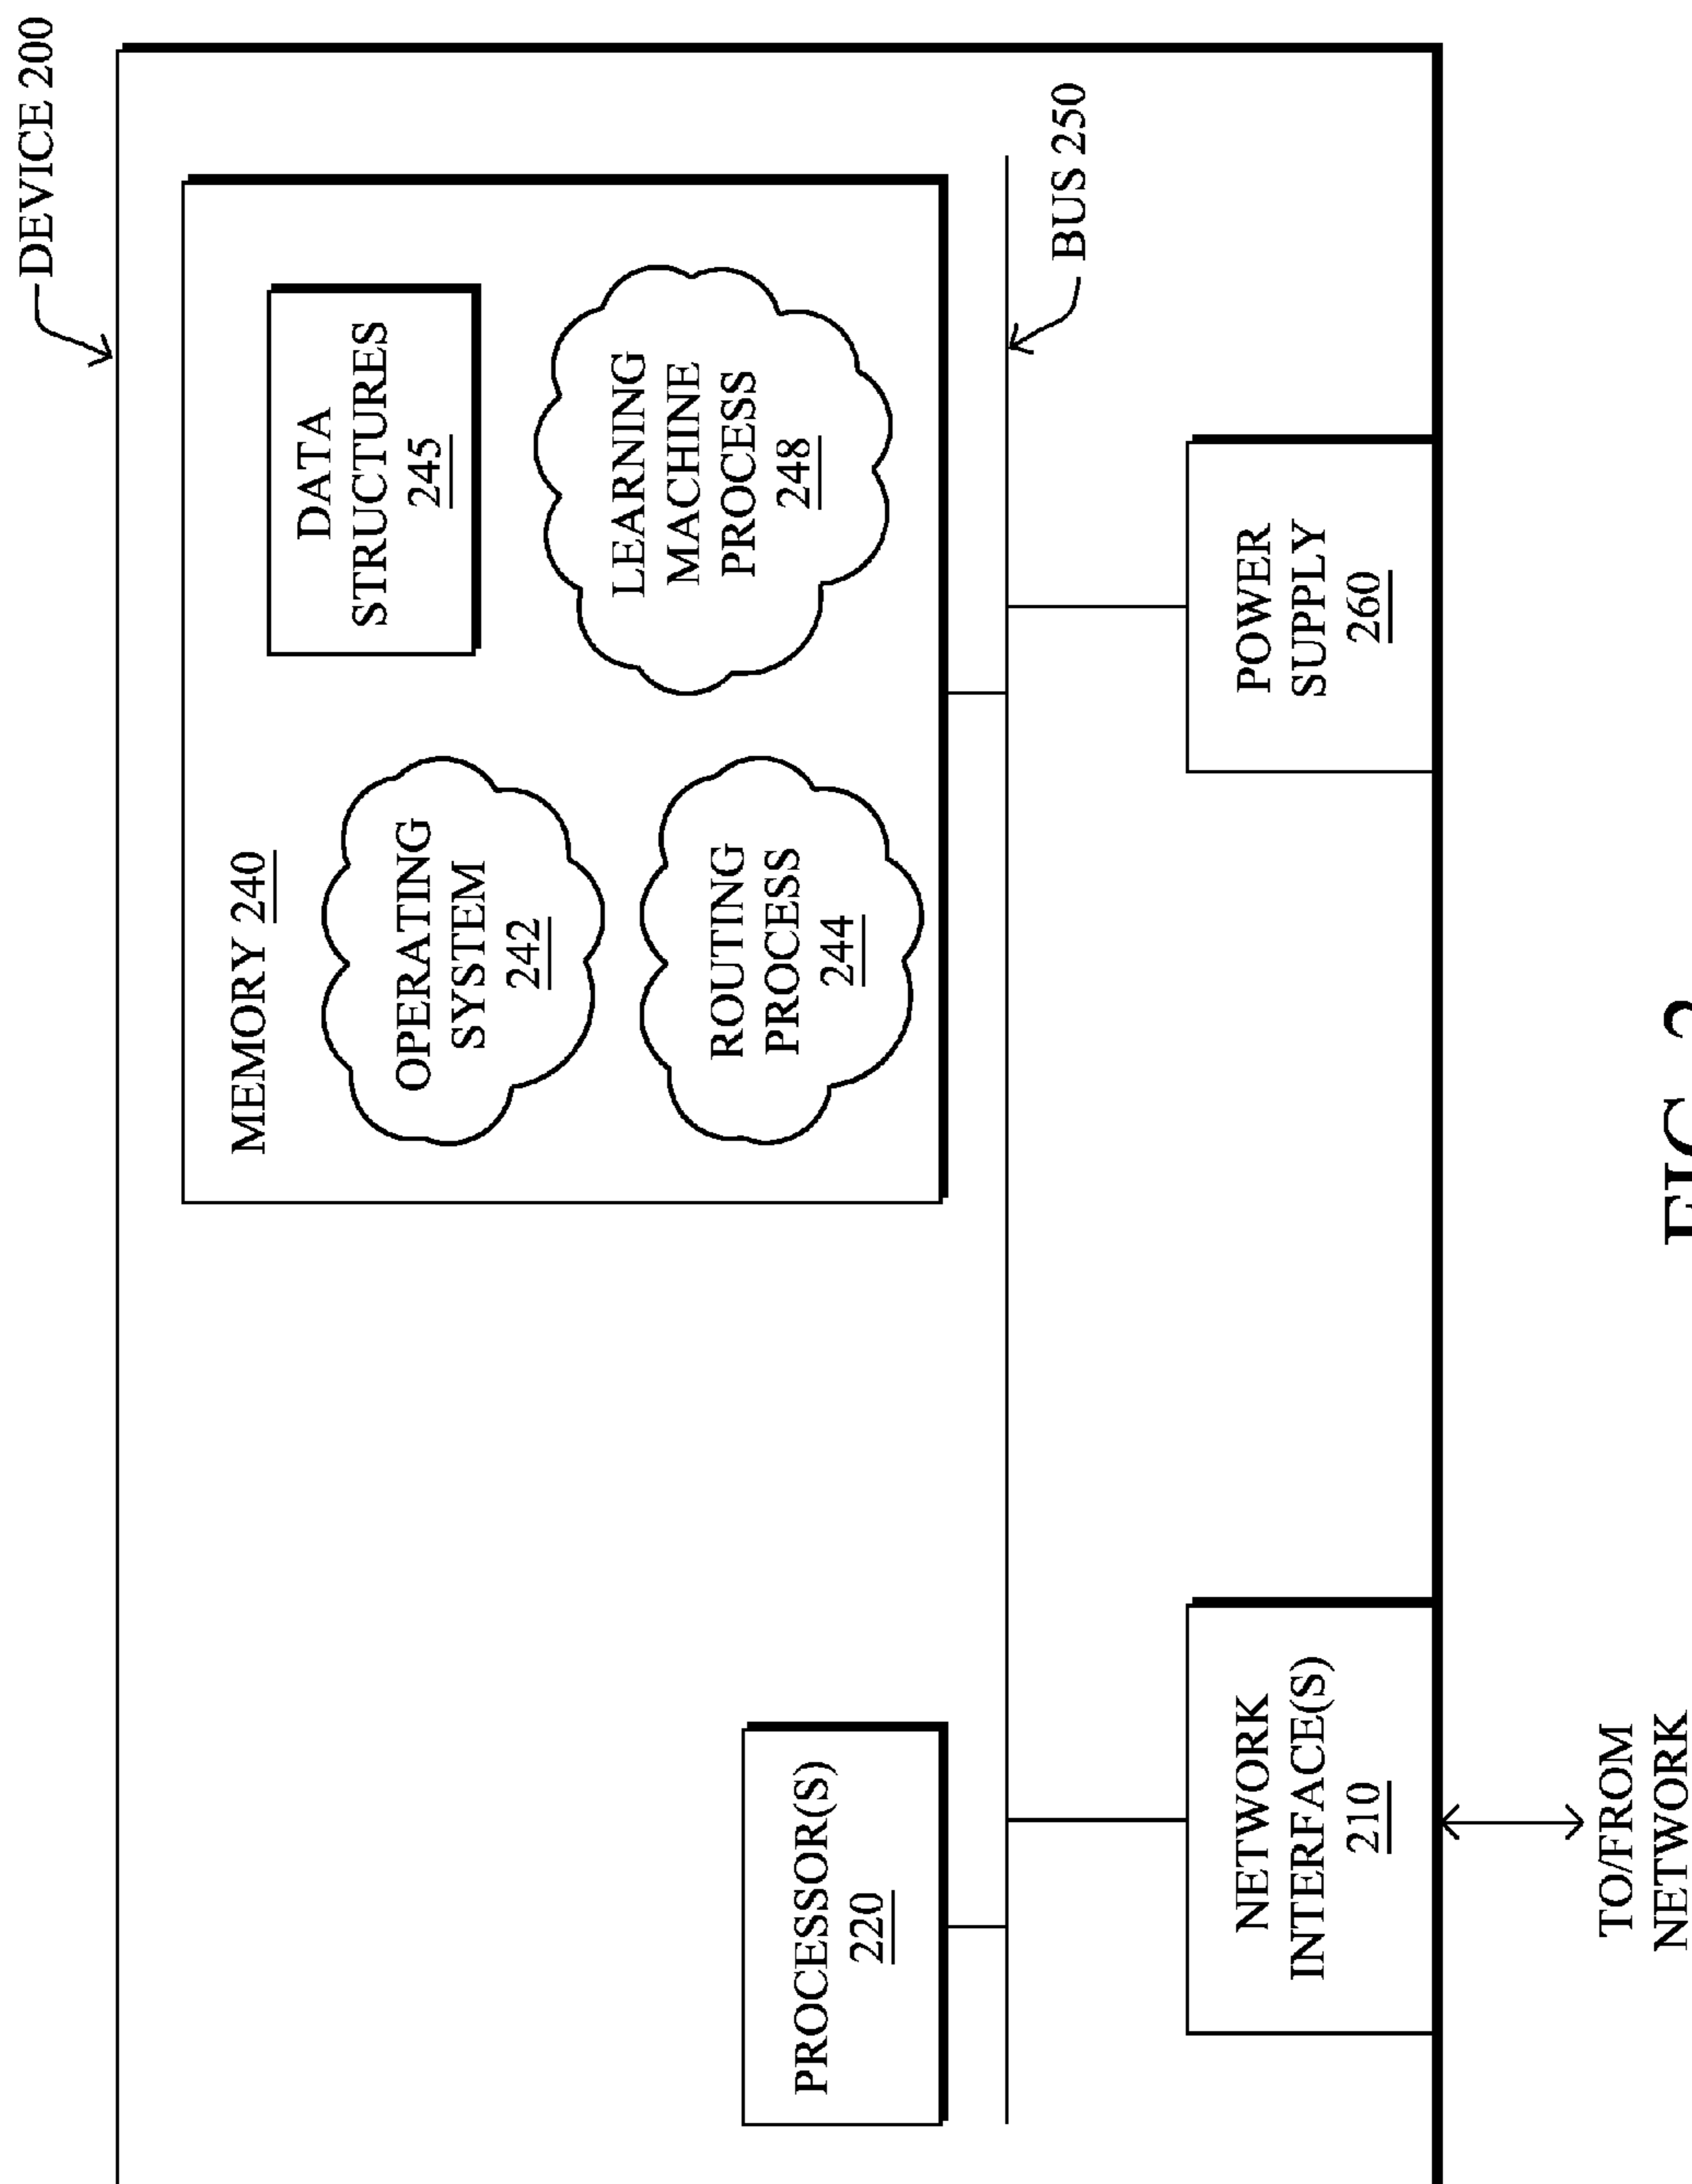 DEVICE 200
MEMORY 240
OPERATING
SYSTEM
242
DATA
STRUCTURES
245
ROUTING
PROCESS
244
LEARNING
MACHINE
PROCESS
248
PROCESSOR(S)
220
BUS 250
NETWORK
INTERFACE(S)
210
POWER
SUPPLY
260
TO/FROM
NETWORK
FIG.